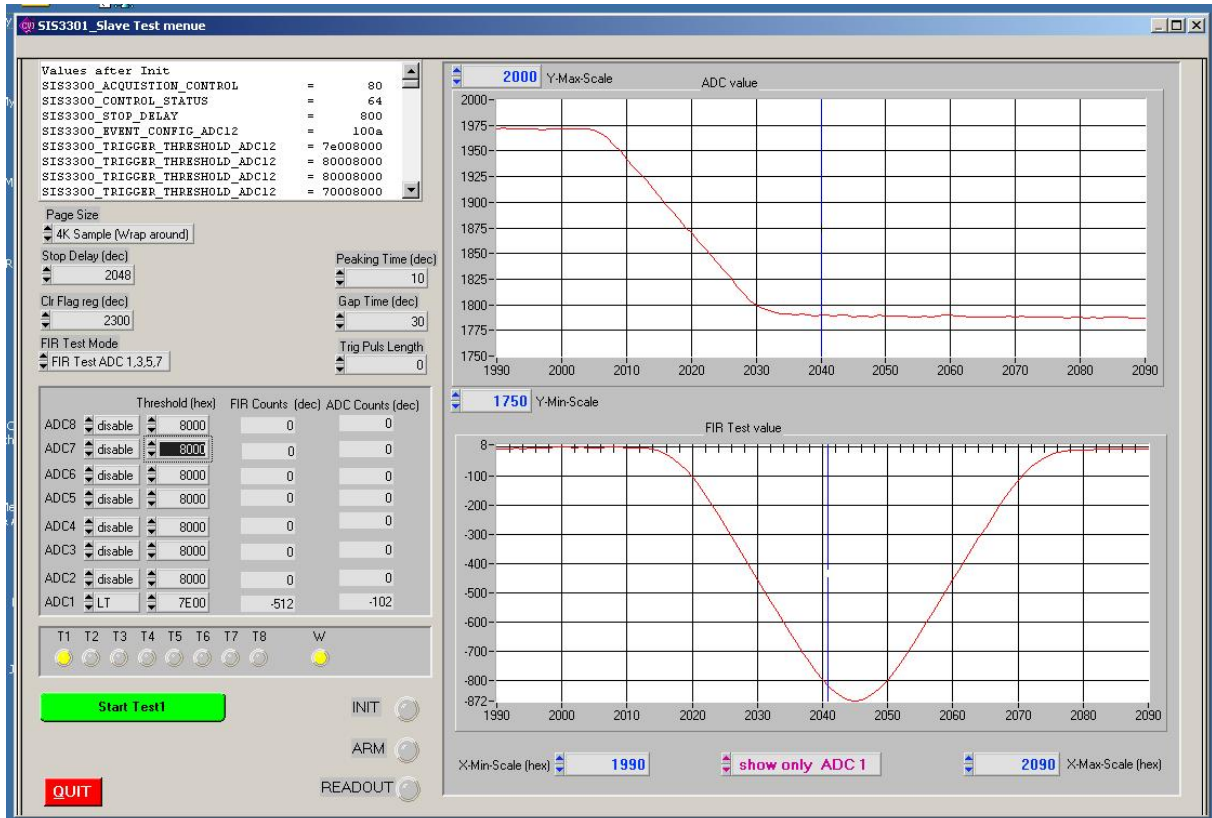 SIS3301_Slave Test menue
Values after Init
SIS3300_ACQUISTION_CONTROL = 80
SIS3300_CONTROL_STATUS = 64
SIS3300_STOP_DELAY = 800
SIS3300_EVENT_CONFIG_ADC12 = 100a
SIS3300_TRIGGER_THRESHOLD_ADC12 = 7e008000
SIS3300_TRIGGER_THRESHOLD_ADC12 = 80008000
SIS3300_TRIGGER_THRESHOLD_ADC12 = 80008000
SIS3300_TRIGGER_THRESHOLD_ADC12 = 70008000
Page Size
4K Sample (Wrap around)
Stop Delay (dec)
2048
Peaking Time (dec)
10
Clr Flag reg (dec)
2300
Gap Time (dec)
30
FIR Test Mode
FIR Test ADC 1,3,5,7
Trig Puls Length
0
Threshold (hex) FIR Counts (dec) ADC Counts (dec)
ADC8 disable 8000 0 0
ADC7 disable 8000 0 0
ADC6 disable 8000 0 0
ADC5 disable 8000 0 0
ADC4 disable 8000 0 0
ADC3 disable 8000 0 0
ADC2 disable 8000 0 0
ADC1 LT 7E00 -512 -102
T1 T2 T3 T4 T5 T6 T7 T8 W
Start Test1
INIT
ARM
READOUT
QUIT
2000 Y-Max-Scale
ADC value
2000
1975
1950
1925
1900
1875
1850
1825
1800
1775
1750
1990 2000 2010 2020 2030 2040 2050 2060 2070 2080 2090
1750 Y-Min-Scale
FIR Test value
8
-100
-200
-300
-400
-500
-600
-700
-800
-872
1990 2000 2010 2020 2030 2040 2050 2060 2070 2080 2090
X-Min-Scale (hex) 1990
show only ADC 1
2090 X-Max-Scale (hex)